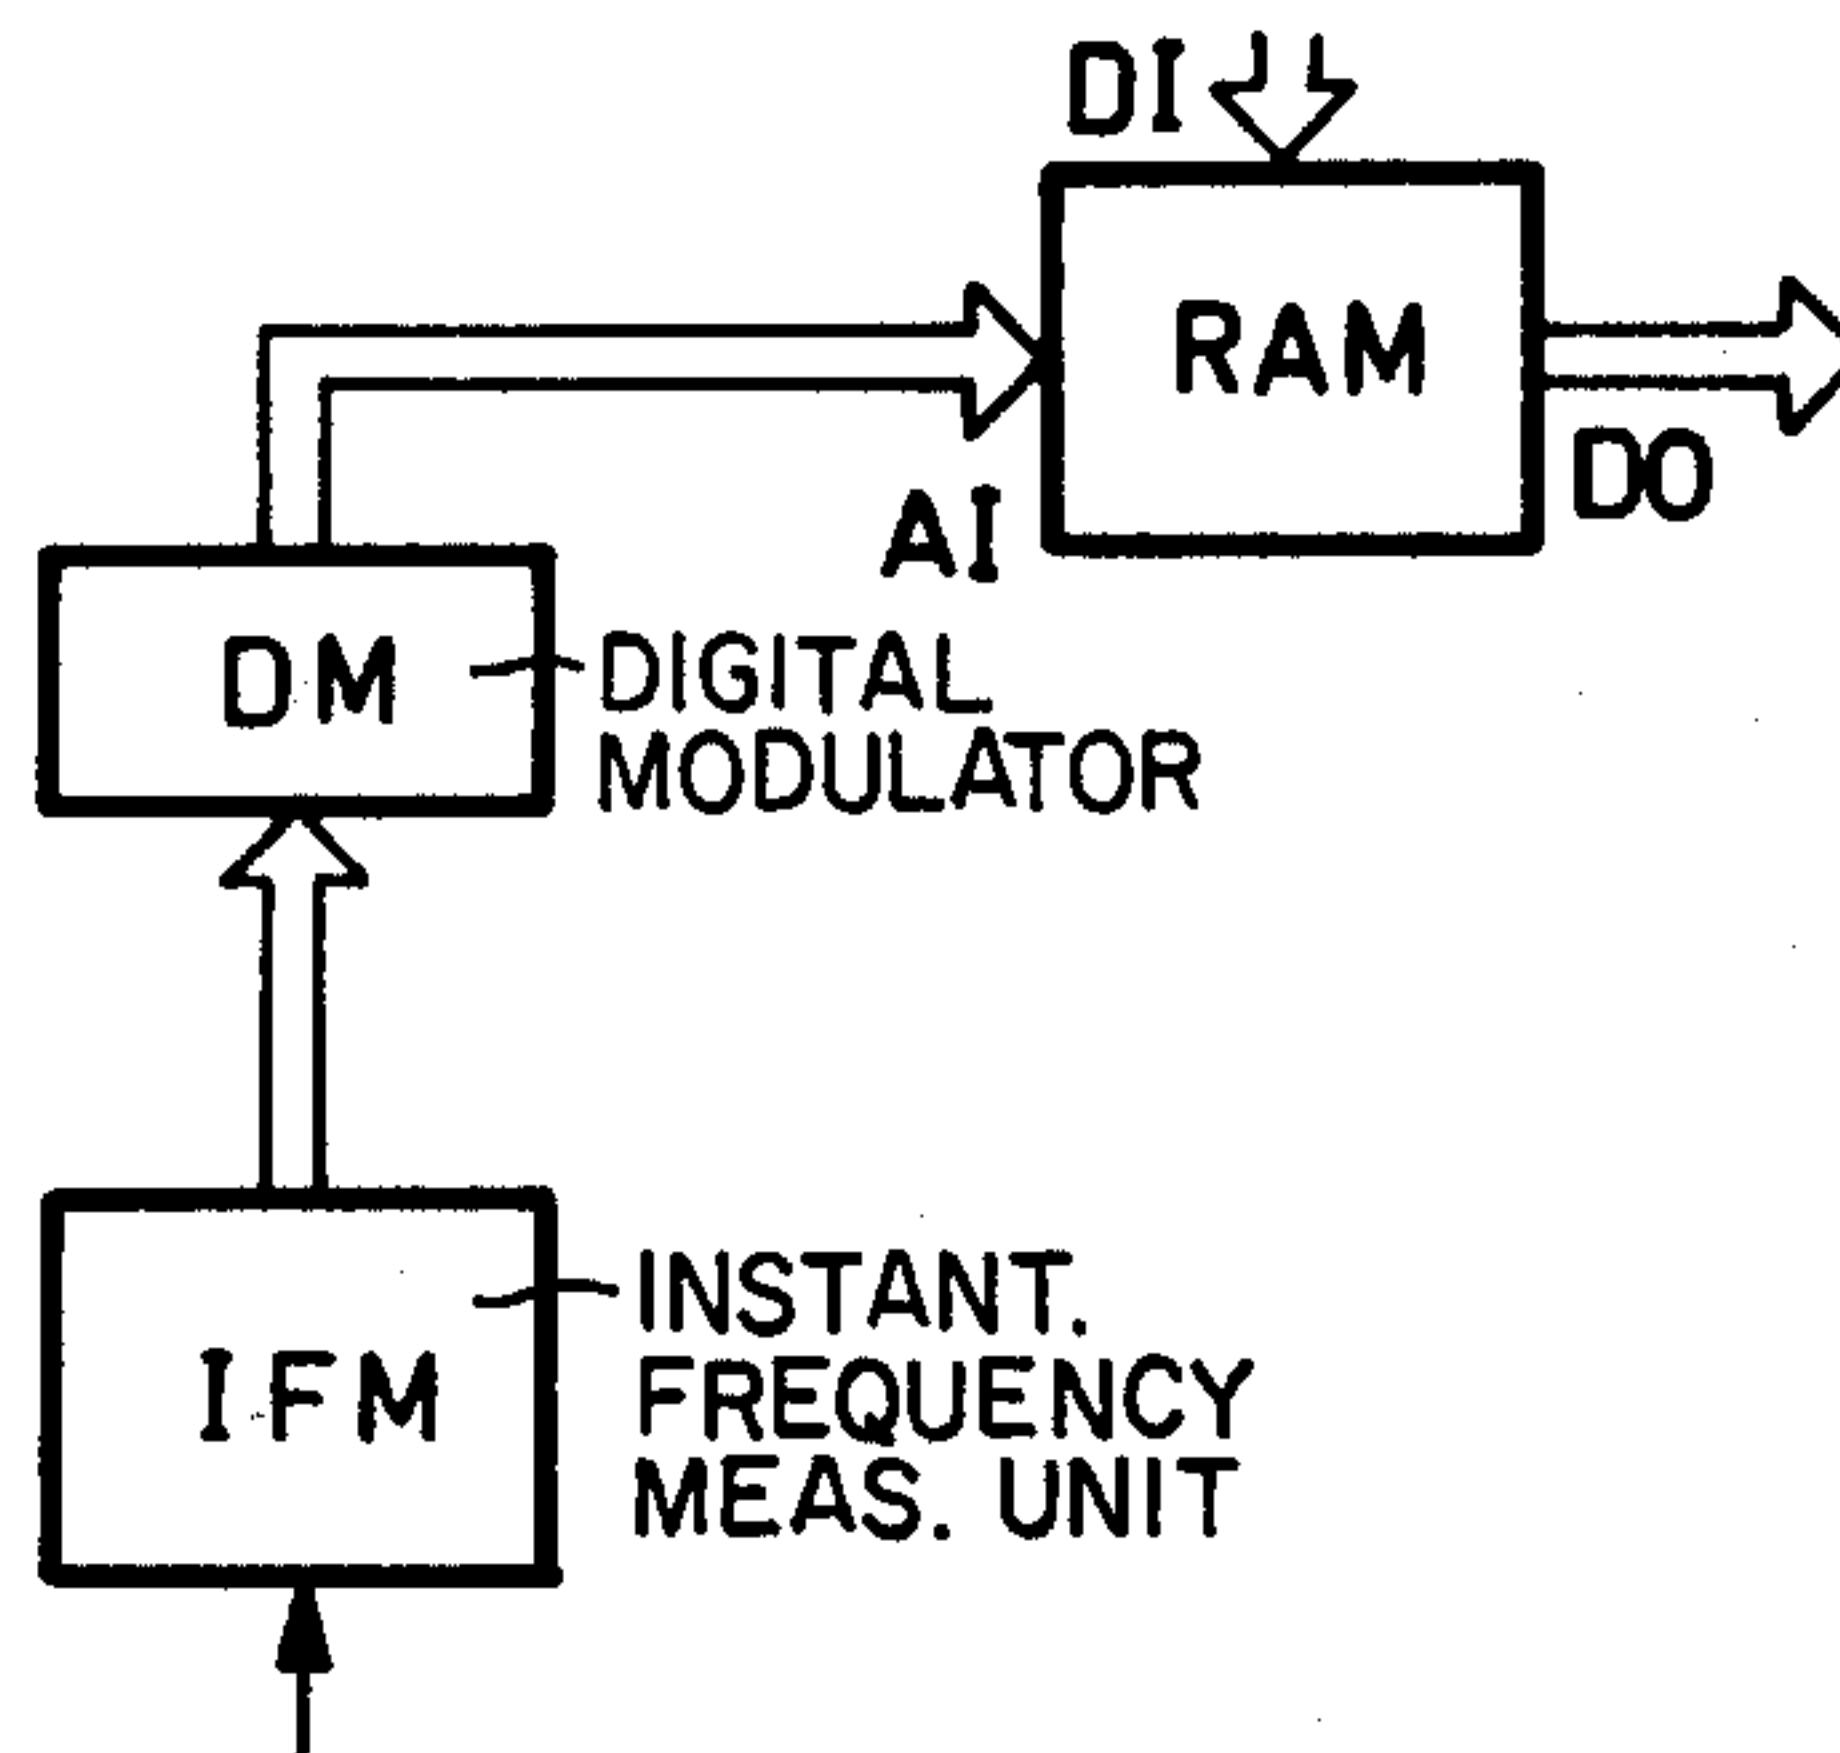 DI
RAM
DO
AI
DM
DIGITAL
MODULATOR
IFM
INSTANT.
FREQUENCY
MEAS. UNIT